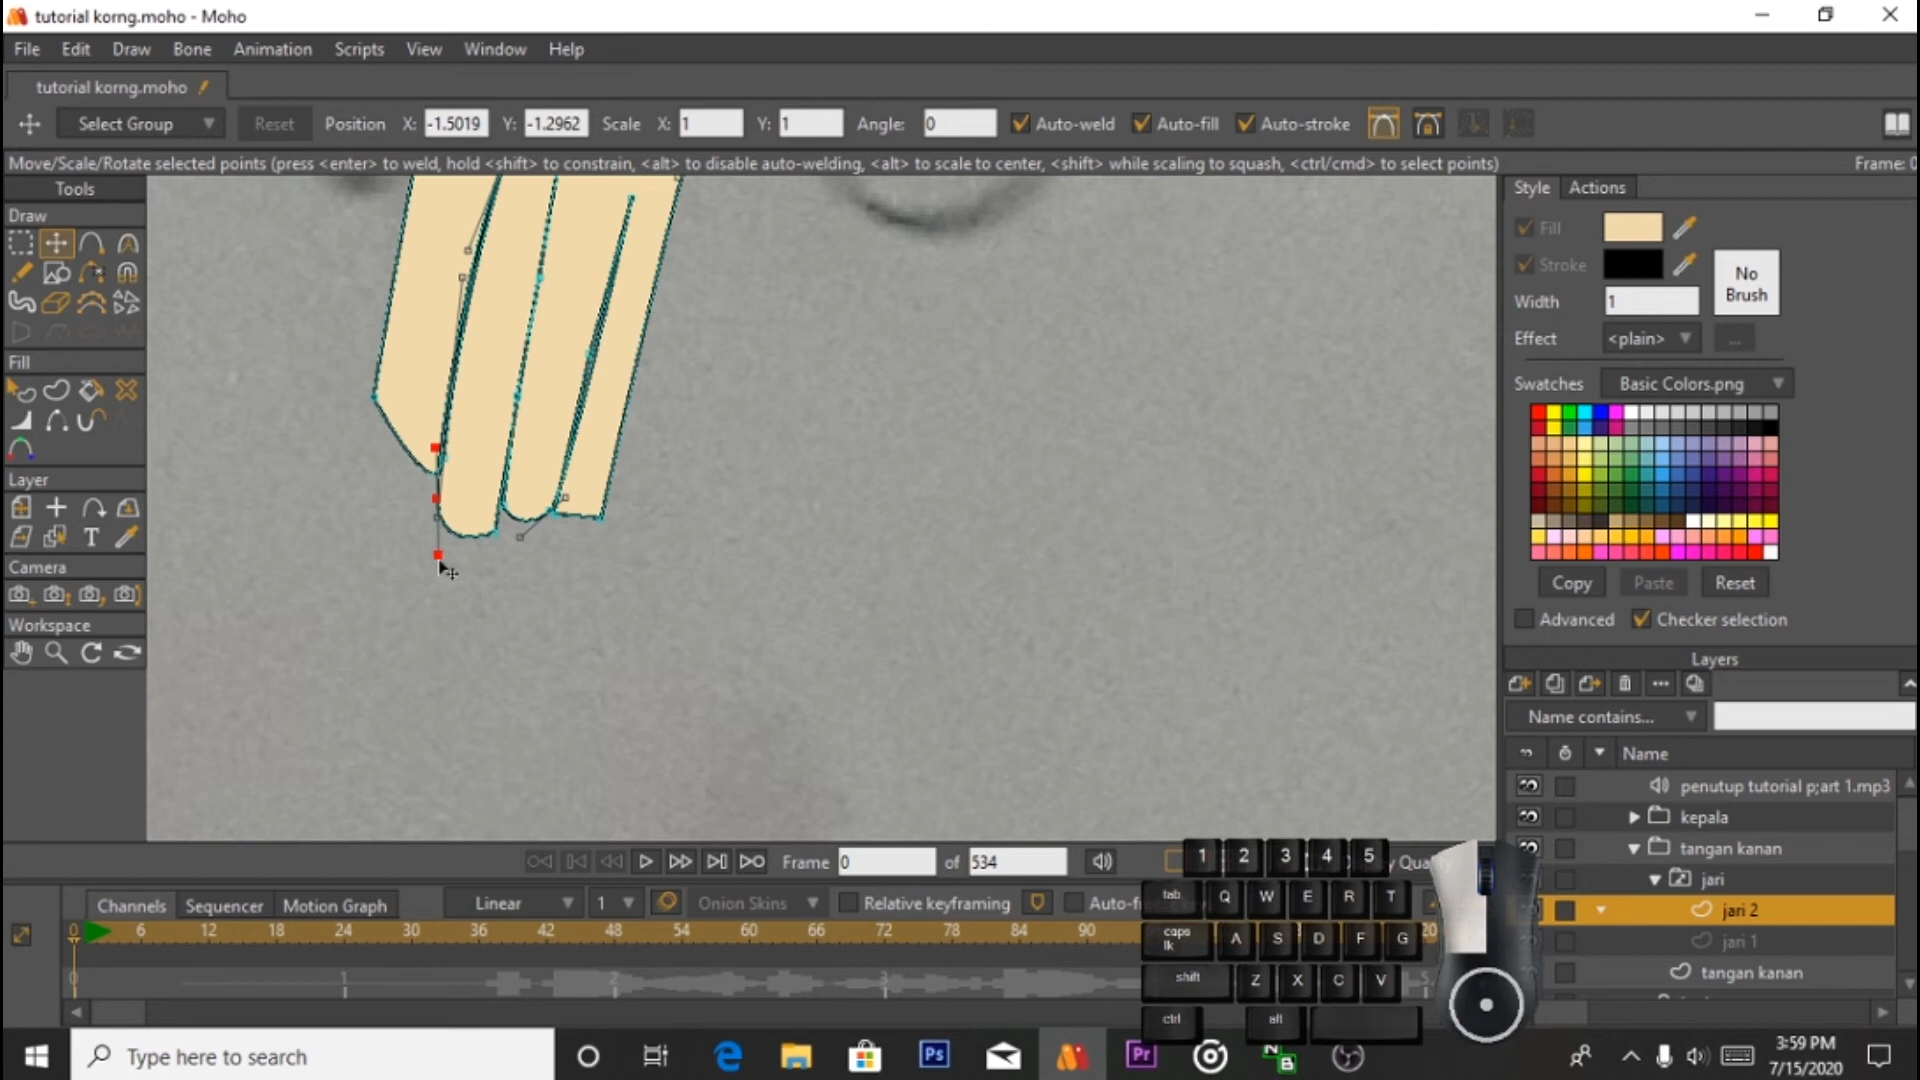 tutorial korng.moho - Moho
File Edit Draw Bone Animation Scripts View Window Help
tutorial korng.moho
Select Group Reset Position X: -1.5019 Y: -1.2962 Scale X: 1 Y: 1 Angle: 0 Auto-weld Auto-fill Auto-stroke
Move/Scale/Rotate selected points (press <enter> to weld, hold <shift> to constrain, <alt> to disable auto-welding, <alt> to scale to center, <shift> while scaling to squash, <ctrl/cmd> to select points) Frame: 0
Tools
Draw
Fill
Layer
T
Camera
Workspace
Style Actions
Fill
Stroke
No
Brush
Width 1
Effect <plain> ...
Swatches Basic Colors.png
Copy Paste Reset
Advanced Checker selection
Layers
Name contains...
Name
penutup tutorial p;art 1.mp3
kepala
tangan kanan
jari
jari 2
jari 1
tangan kanan
Frame 0 of 534
Channels Sequencer Motion Graph Linear 1 Onion Skins Relative keyframing
0 6 12 18 24 30 36 42 48 54 60 66 72 78 84 90
0 1 2 3
1 2 3 4 5
tab Q W E R T
caps
lk A S D F G
shift Z X C V
ctrl alt
Type here to search
Ps
Pr
N
B
3:59 PM
7/15/2020